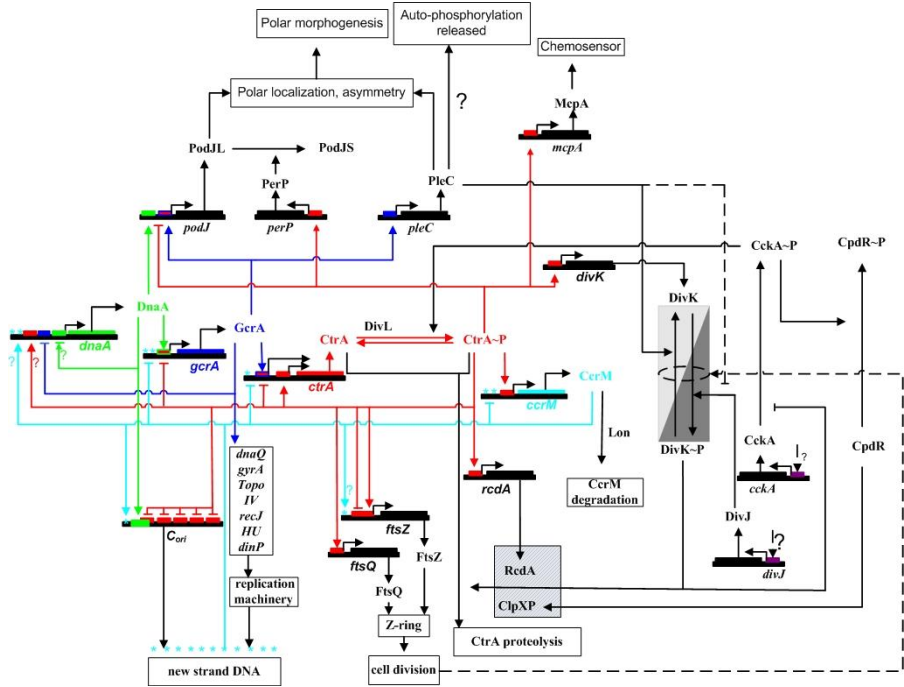 Polar morphogenesis
Auto-phosphorylation
released
Chemosensor
Polar localization, asymmetry
?
McpA
mcpA
PodJL
PodJS
PerP
PleC
podJ
perP
pleC
CckA~P
CpdR~P
divK
DivK
DnaA
dnaA
GcrA
gcrA
CtrA
DivL
CtrA~P
ctrA
?
?
?
CcrM
ccrM
Lon
CcrM
degradation
DivK~P
CckA
cckA
?
CpdR
dnaQ
gyrA
Topo
IV
recJ
HU
dinP
rcdA
?
ftsZ
DivJ
?
divJ
Cori
ftsQ
FtsZ
RcdA
FtsQ
ClpXP
replication
machinery
Z-ring
CtrA proteolysis
new strand DNA
cell division